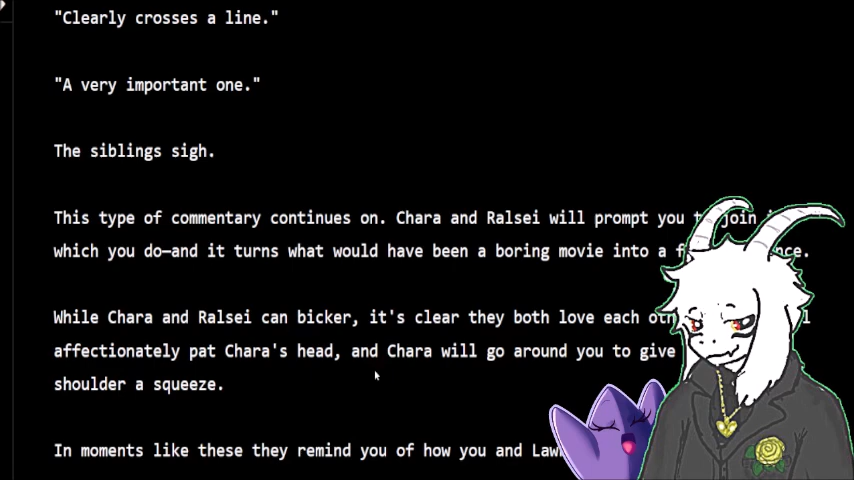 "Clearly crosses a line."
"A very important one."
The siblings sigh.
This type of commentary continues on. Chara and Ralsei will prompt you join
which you do—and it turns what would have been a boring movie into a
While Chara and Ralsei can bicker, it's clear they both love each
affectionately pat Chara's head, and Chara will go around you to give
shoulder a squeeze.
In moments like these they remind you of how you and